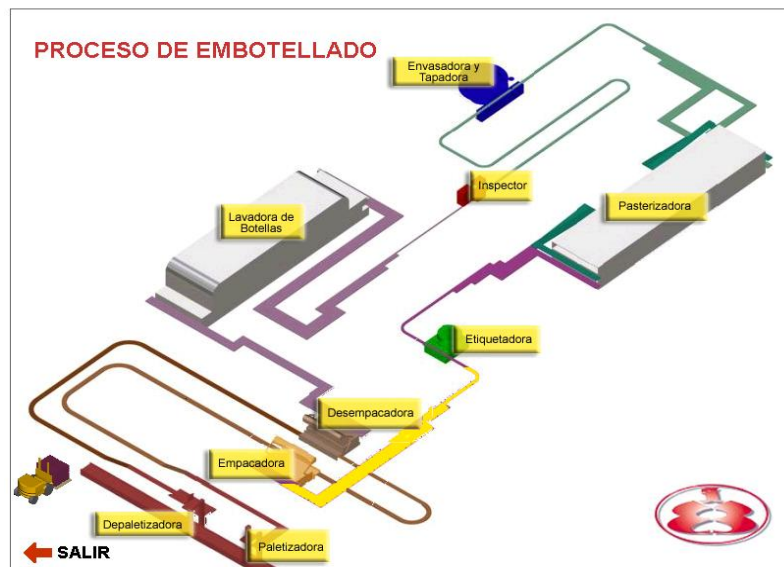 PROCESO DE EMBOTELLADO
Envasadora y
Tapadora
Inspector
Pasterizadora
Lavadora de
Botellas
Etiquetadora
Desempacadora
Empacadora
Depaletizadora
Paletizadora
SALIR